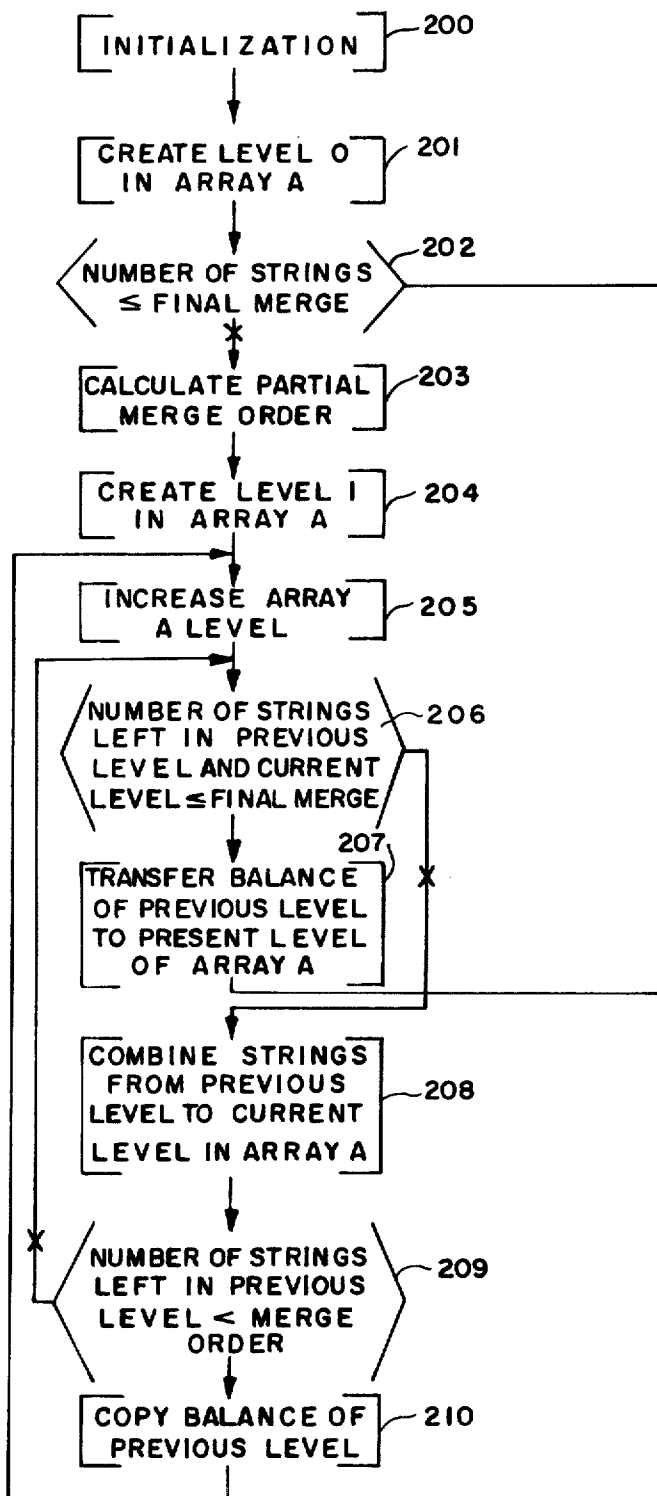 INITIALIZATION
200
CREATE LEVEL 0
IN ARRAY A
201
NUMBER OF STRINGS
≤ FINAL MERGE
202
X
CALCULATE PARTIAL
MERGE ORDER
203
CREATE LEVEL 1
IN ARRAY A
204
INCREASE ARRAY
A LEVEL
205
NUMBER OF STRINGS
LEFT IN PREVIOUS
LEVEL AND CURRENT
LEVEL ≤ FINAL MERGE
206
207
TRANSFER BALANCE
OF PREVIOUS LEVEL
TO PRESENT LEVEL
OF ARRAY A
X
COMBINE STRINGS
FROM PREVIOUS
LEVEL TO CURRENT
LEVEL IN ARRAY A
208
X
NUMBER OF STRINGS
LEFT IN PREVIOUS
LEVEL < MERGE
ORDER
209
COPY BALANCE OF
PREVIOUS LEVEL
210